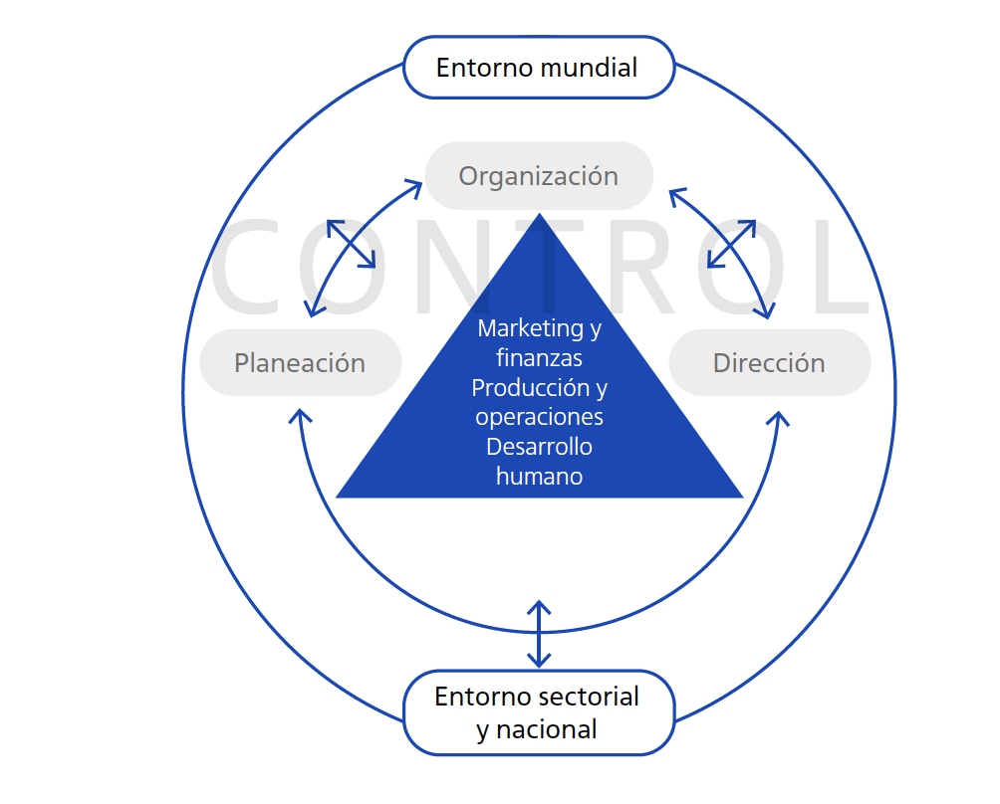 Entorno mundial
Organización
CONTROL
Marketing y
finanzas
Producción y
operaciones
Desarrollo
humano
Planeación
Dirección
Entorno sectorial
y nacional